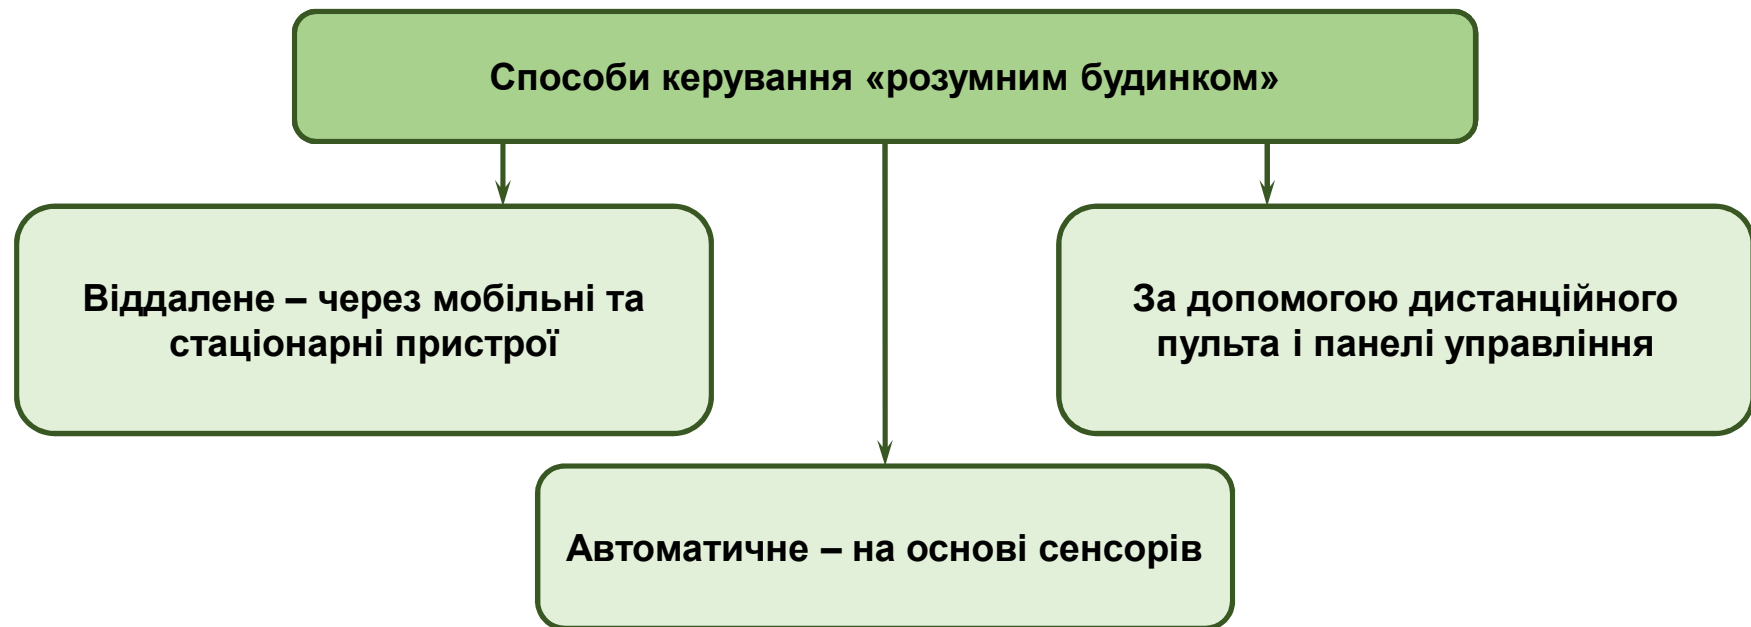 Способи керування «розумним будинком»
Віддалене – через мобільні та
стаціонарні пристрої
За допомогою дистанційного
пульта і панелі управління
Автоматичне – на основі сенсорів